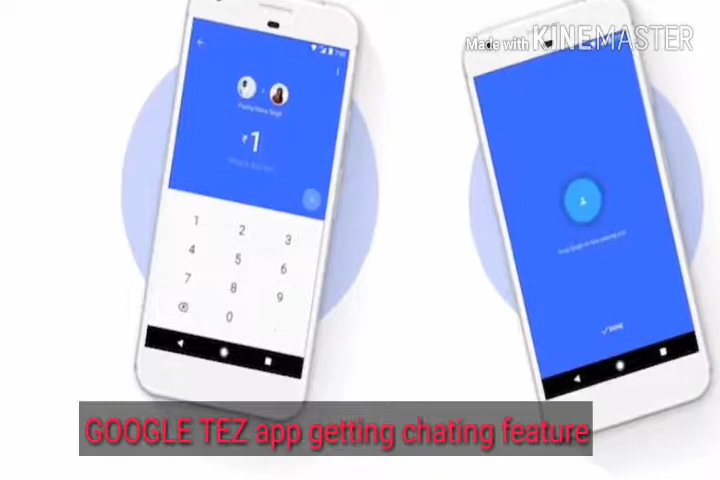 Made with KINEMASTER
₹1
1 2 3
4 5 6
7 8 9
0
GOOGLE TEZ app getting chating feature